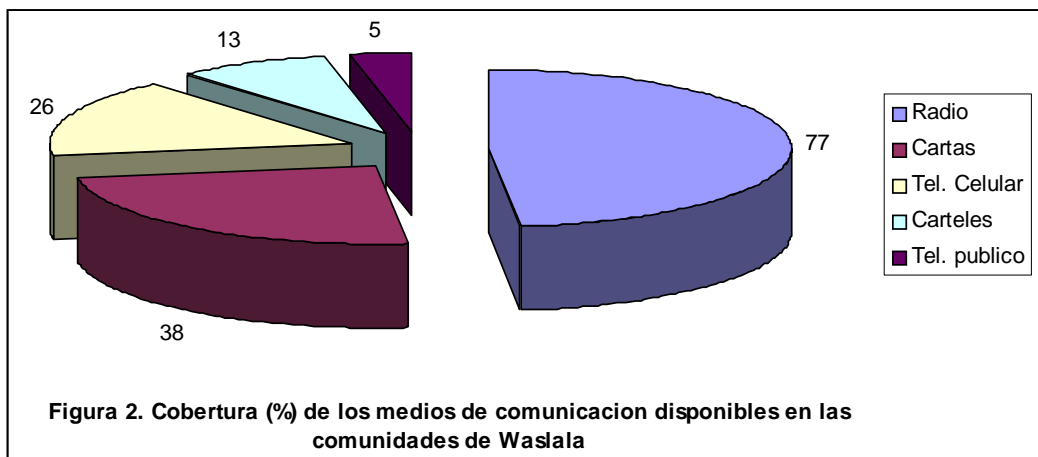 5
13
26
77
38
Radio
Cartas
Tel. Celular
Carteles
Tel. publico
Figura 2. Cobertura (%) de los medios de comunicacion disponibles en las
comunidades de Waslala